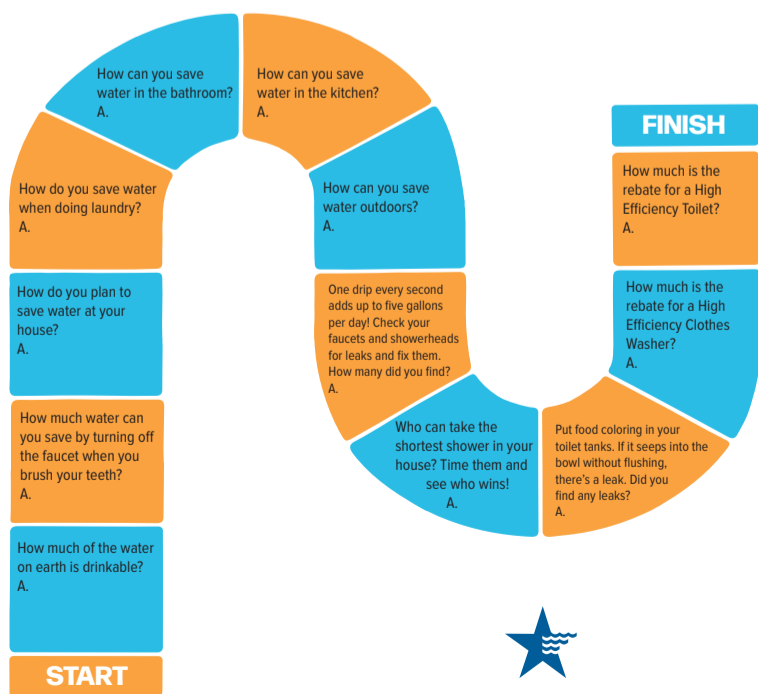 START
How much of the water
on earth is drinkable?
A.
How much water can
you save by turning off
the faucet when you
brush your teeth?
A.
How do you plan to
save water at your
house?
A.
How do you save water
when doing laundry?
A.
How can you save
water in the bathroom?
A.
How can you save
water in the kitchen?
A.
How can you save
water outdoors?
A.
One drip every second
adds up to five gallons
per day! Check your
faucets and showerheads
for leaks and fix them.
How many did you find?
A.
Who can take the
shortest shower in your
house? Time them and
see who wins!
A.
Put food coloring in your
toilet tanks. If it seeps into the
bowl without flushing,
there's a leak. Did you
find any leaks?
A.
How much is the
rebate for a High
Efficiency Clothes
Washer?
A.
How much is the
rebate for a High
Efficiency Toilet?
A.
FINISH